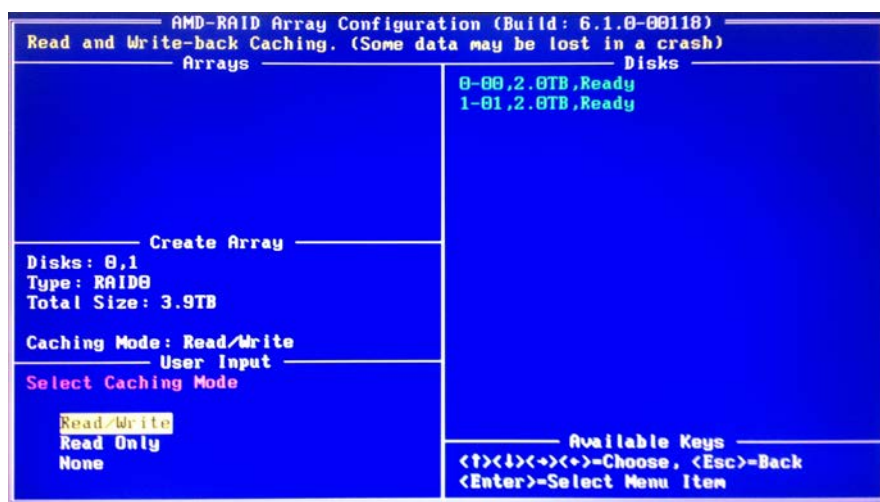 AMD-RAID Array Configuration (Build: 6.1.0-00118)
Read and Write-back Caching. (Some data may be lost in a crash)
Arrays
Create Array
Disks: 0,1
Type: RAID0
Total Size: 3.9TB
Caching Mode: Read/Write
User Input
Select Caching Mode
Read/Write
Read Only
None
Disks
0-00,2.0TB,Ready
1-01,2.0TB,Ready
Available Keys
<↑><↓><→><←>=Choose, <Esc>=Back
<Enter>=Select Menu Item